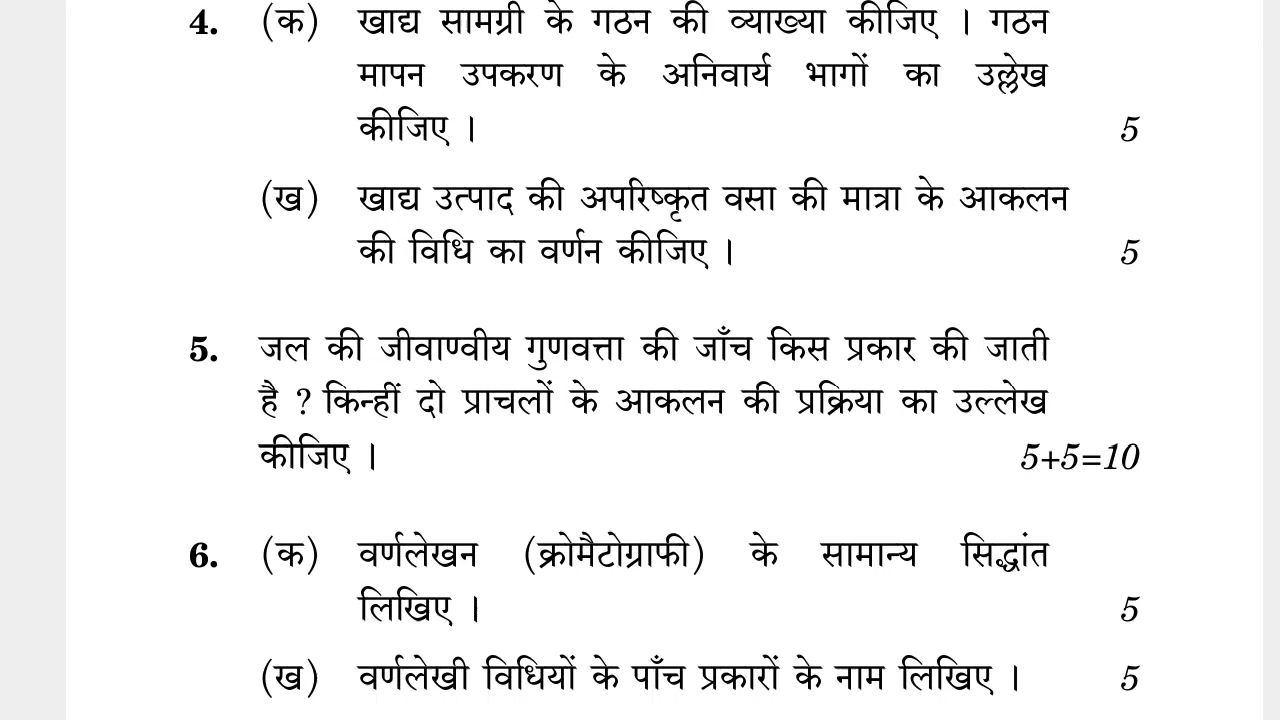 4. (क) खाद्य सामग्री के गठन की व्याख्या कीजिए । गठन
मापन उपकरण के अनिवार्य भागों का उल्लेख
कीजिए । 5
(ख) खाद्य उत्पाद की अपरिष्कृत वसा की मात्रा के आकलन
की विधि का वर्णन कीजिए । 5
5. जल की जीवाण्वीय गुणवत्ता की जाँच किस प्रकार की जाती
है ? किन्हीं दो प्राचलों के आकलन की प्रक्रिया का उल्लेख
कीजिए । 5+5=10
6. (क) वर्णलेखन (क्रोमैटोग्राफी) के सामान्य सिद्धांत
लिखिए । 5
(ख) वर्णलेखी विधियों के पाँच प्रकारों के नाम लिखिए । 5